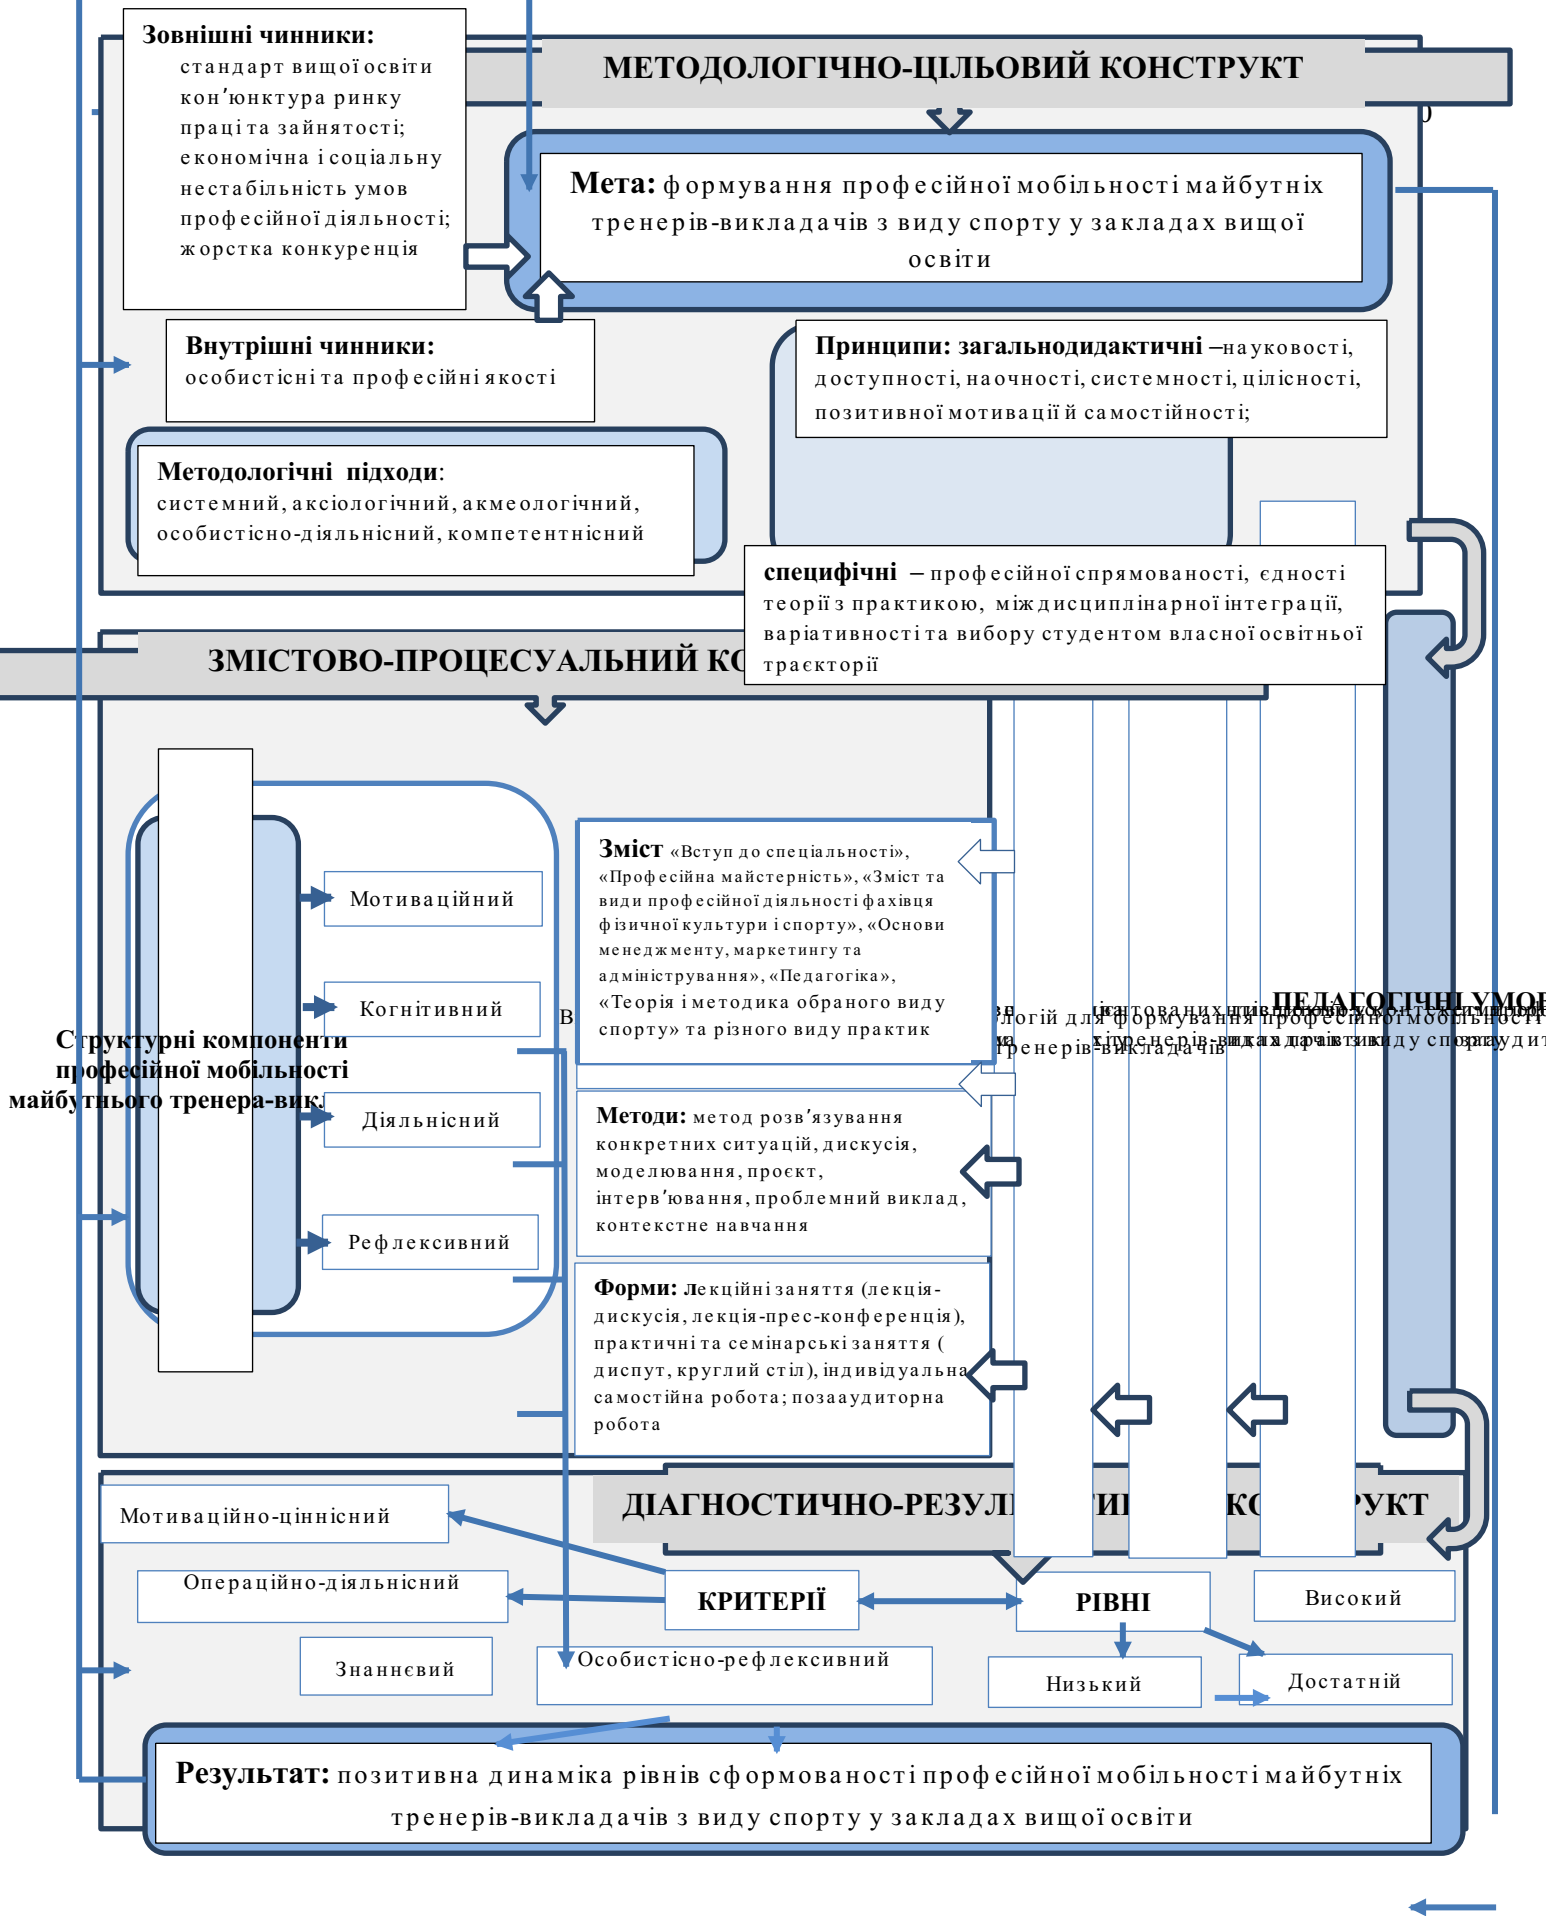 Зовнішні чинники:
стандарт вищої освіти
кон’юнктура ринку
праці та зайнятості;
економічна і соціальну
нестабільність умов
професійної діяльності;
жорстка конкуренція
МЕТОДОЛОГІЧНО-ЦІЛЬОВИЙ КОНСТРУКТ
Мета: формування професійної мобільності майбутніх
тренерів-викладачів з виду спорту у закладах вищої
освіти
Внутрішні чинники:
особистісні та професійні якості
Принципи: загальнодидактичні –науковості,
доступності, наочності, системності, цілісності,
позитивної мотивації й самостійності;
Методологічні підходи:
системний, аксіологічний, акмеологічний,
особистісно-діяльнісний, компетентнісний
специфічні – професійної спрямованості, єдності
теорії з практикою, міждисциплінарної інтеграції,
варіативності та вибору студентом власної освітньої
траєкторії
ЗМІСТОВО-ПРОЦЕСУАЛЬНИЙ
Структурні компоненти
професійної мобільності
майбутнього
Мотиваційний
Когнітивний
Діяльнісний
Рефлексивний
Зміст «Вступ до спеціальності»,
«Професійна майстерність», «Зміст та
види професійної діяльності фахівця
фізичної культури і спорту», «Основи
менеджменту, маркетингу та
адміністрування», «Педагогіка»,
«Теорія і методика обраного виду
спорту» та різного виду практик
Методи: метод розв’язування
конкретних ситуацій, дискусія,
моделювання, проєкт,
інтерв’ювання, проблемний виклад,
контекстне навчання
Форми: лекційні заняття (лекція-
дискусія, лекція-прес-конференція),
практичні та семінарські заняття (
диспут, круглий стіл), індивідуальна
самостійна робота; позааудиторна
робота
ПЕДАГОГІЧНІ
для формування професійної мобільності
тренерів-викладачів
ДІАГНОСТИЧНО-
Мотиваційно-ціннісний
Операційно-діяльнісний
КРИТЕРІЇ
РІВНІ
Високий
Знаннєвий
Особистісно-рефлексивний
Низький
Достатній
Результат: позитивна динаміка рівнів сформованості професійної мобільності майбутніх
тренерів-викладачів з виду спорту у закладах вищої освіти